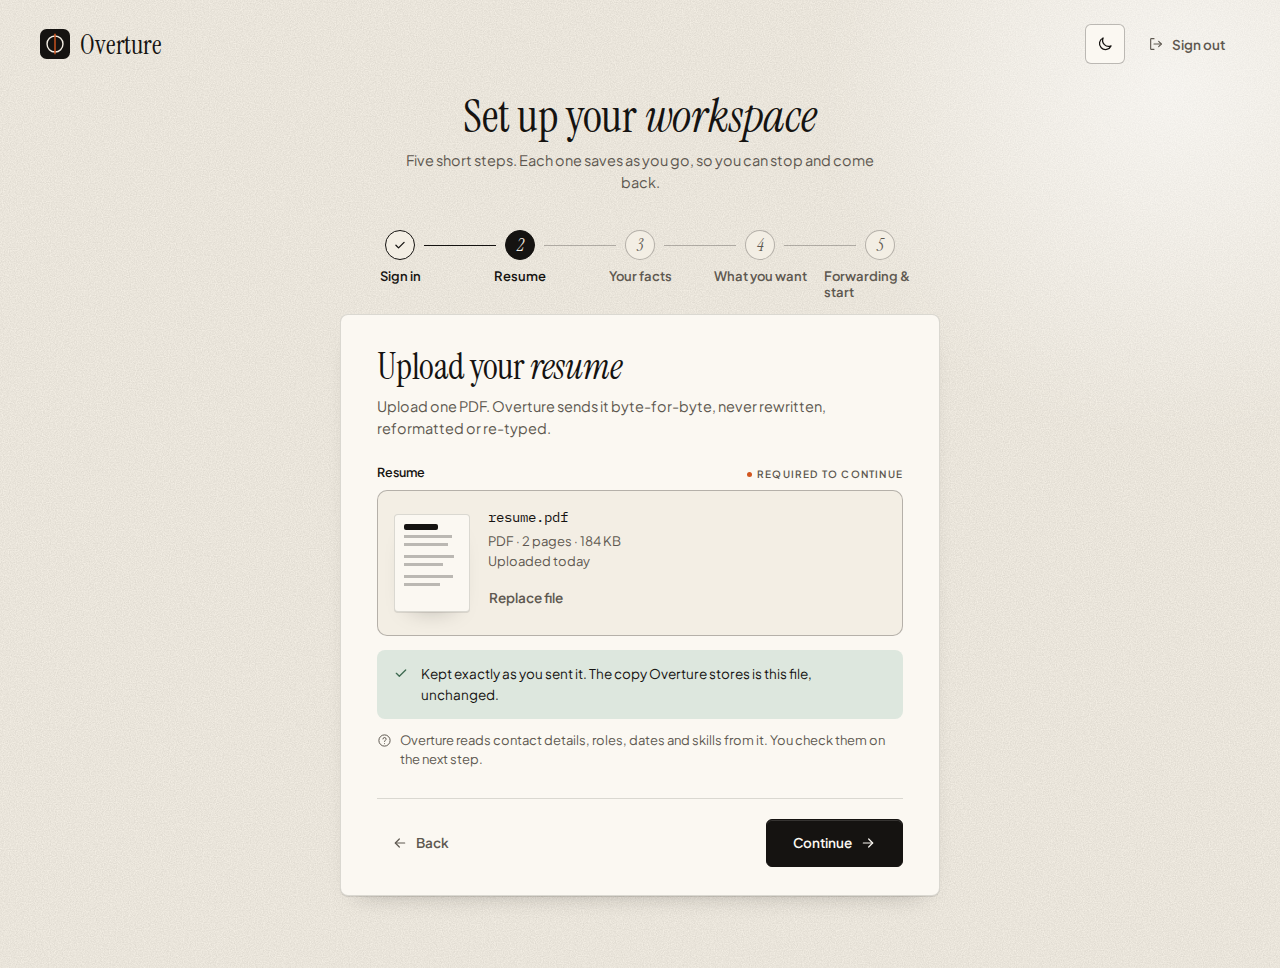 Overture
Sign out
Set up your workspace
Five short steps. Each one saves as you go, so you can stop and come
back.
2
3
4
5
Sign in
Resume
Your facts
What you want
Forwarding &
start
Upload your resume
Upload one PDF. Overture sends it byte-for-byte, never rewritten,
reformatted or re-typed.
Resume
REQUIRED TO CONTINUE
resume.pdf
PDF · 2 pages · 184 KB
Uploaded today
Replace file
Kept exactly as you sent it. The copy Overture stores is this file,
unchanged.
Overture reads contact details, roles, dates and skills from it. You check them on
the next step.
Back
Continue